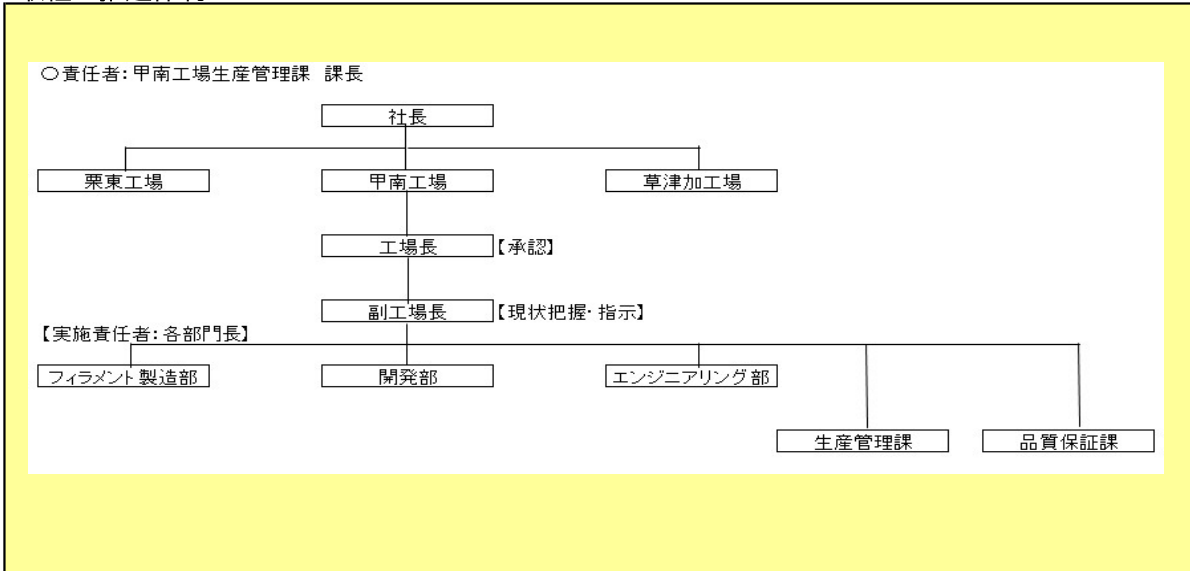 ○責任者：甲南工場生産管理課 課長
社長
栗東工場 甲南工場 草津加工場
工場長 【承認】
副工場長 【現状把握・指示】
【実施責任者：各部門長】
フィラメント製造部 開発部 エンジニアリング部
生産管理課 品質保証課